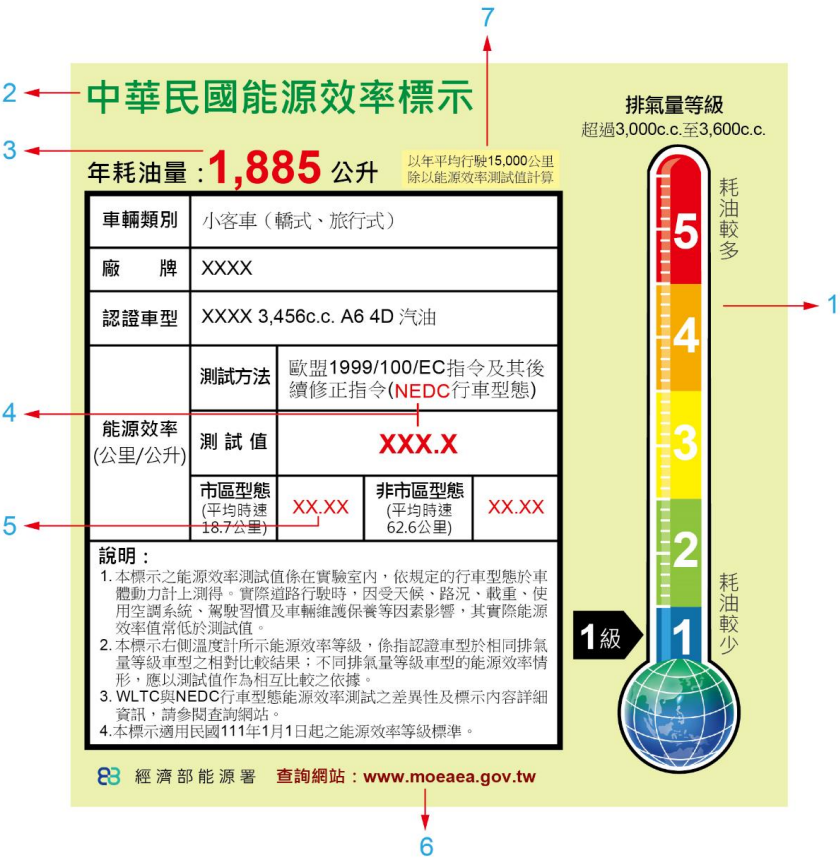 7
2
中華民國能源效率標示
排氣量等級
超過3,000c.c.至3,600c.c.
3
年耗油量：1,885 公升
以年平均行駛15,000公里
除以能源效率測試值計算
車輛類別
小客車（轎式、旅行式）
廠牌
XXXX
認證車型
XXXX 3,456c.c. A6 4D 汽油
能源效率
(公里/公升)
測試方法
歐盟1999/100/EC指令及其後
續修正指令(NEDC行車型態)
4
測試值
XXX.X
市區型態
(平均時速
18.7公里)
XX.XX
非市區型態
(平均時速
62.6公里)
XX.XX
5
說明：
1.本標示之能源效率測試值係在實驗室內，依規定的行車型態於車
體動力計上測得。實際道路行駛時，因受天候、路況、載重、使
用空調系統、駕駛習慣及車輛維護保養等因素影響，其實際能源
效率值常低於測試值。
2.本標示右側溫度計所示能源效率等級，係指認證車型於相同排氣
量等級車型之相對比較結果；不同排氣量等級車型的能源效率情
形，應以測試值作為相互比較之依據。
3. WLTC與NEDC行車型態能源效率測試之差異性及標示內容詳細
資訊，請參閱查詢網站。
4.本標示適用民國111年1月1日起之能源效率等級標準。
經濟部能源署
查詢網站：www.moeaea.gov.tw
6
5
耗油較多
1
4
3
2
耗油較少
1級
1